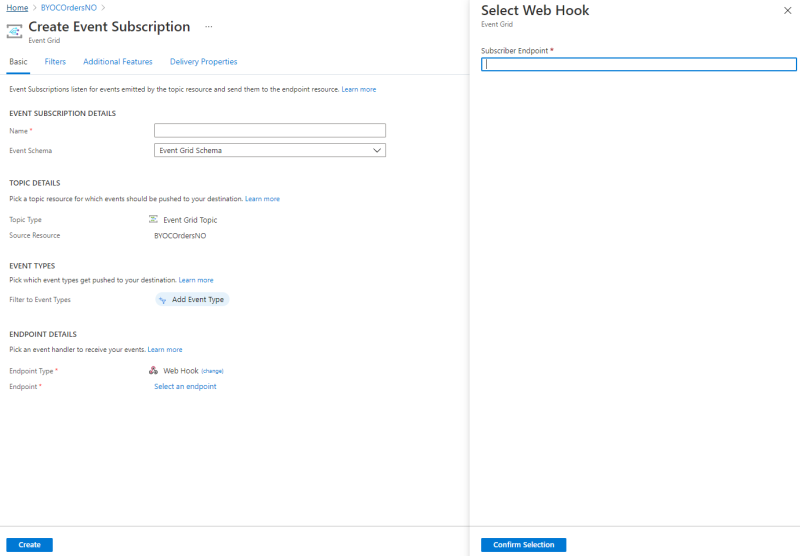 Home > BYOCOrdersNO >
Create Event Subscription ...
Event Grid
Basic Filters Additional Features Delivery Properties
Event Subscriptions listen for events emitted by the topic resource and send them to the endpoint resource. Learn more
EVENT SUBSCRIPTION DETAILS
Name *
Event Schema Event Grid Schema
TOPIC DETAILS
Pick a topic resource for which events should be pushed to your destination. Learn more
Topic Type Event Grid Topic
Source Resource BYOCOrdersNO
EVENT TYPES
Pick which event types get pushed to your destination. Learn more
Filter to Event Types Add Event Type
ENDPOINT DETAILS
Pick an event handler to receive your events. Learn more
Endpoint Type * Web Hook (change)
Endpoint * Select an endpoint
Create
Select Web Hook
Event Grid
Subscriber Endpoint *
Confirm Selection